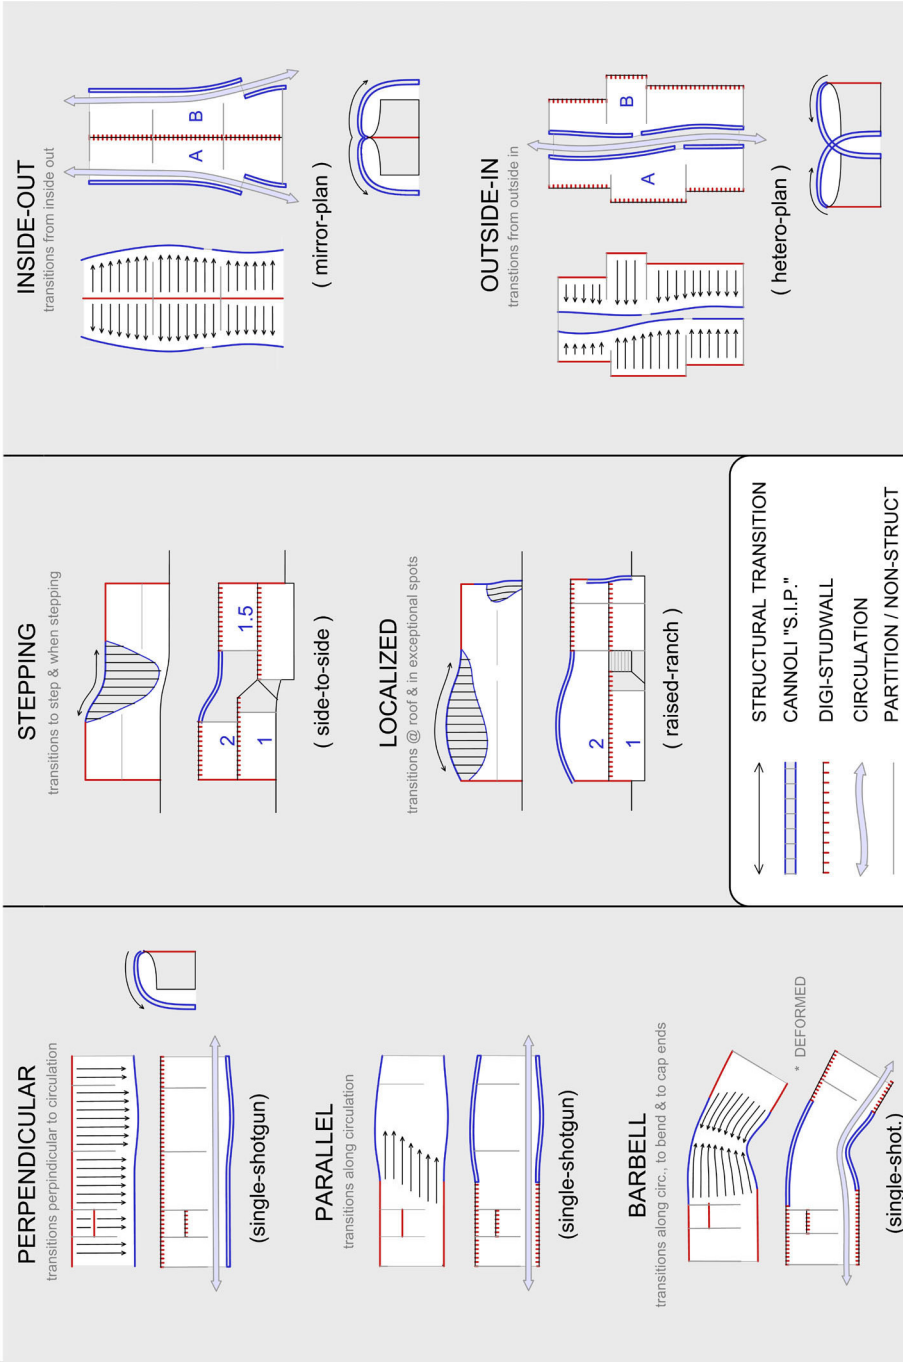 PERPENDICULAR
transitions perpindicular to circulation
(single-shotgun)
PARALLEL
transitions along circulation
(single-shotgun)
BARBELL
transitions along circ., to bend & to cap ends
* DEFORMED
(single-shot.)
STEPPING
transitions to step & when stepping
2
1
1.5
( side-to-side )
LOCALIZED
transitions @ roof & in exceptional spots
2
1
( raised-ranch )
STRUCTURAL TRANSITION
CANNOLI "S.I.P."
DIGI-STUDWALL
CIRCULATION
PARTITION / NON-STRUCT
INSIDE-OUT
transitions from inside out
A
B
( mirror-plan )
OUTSIDE-IN
transtions from outside in
A
B
( hetero-plan )